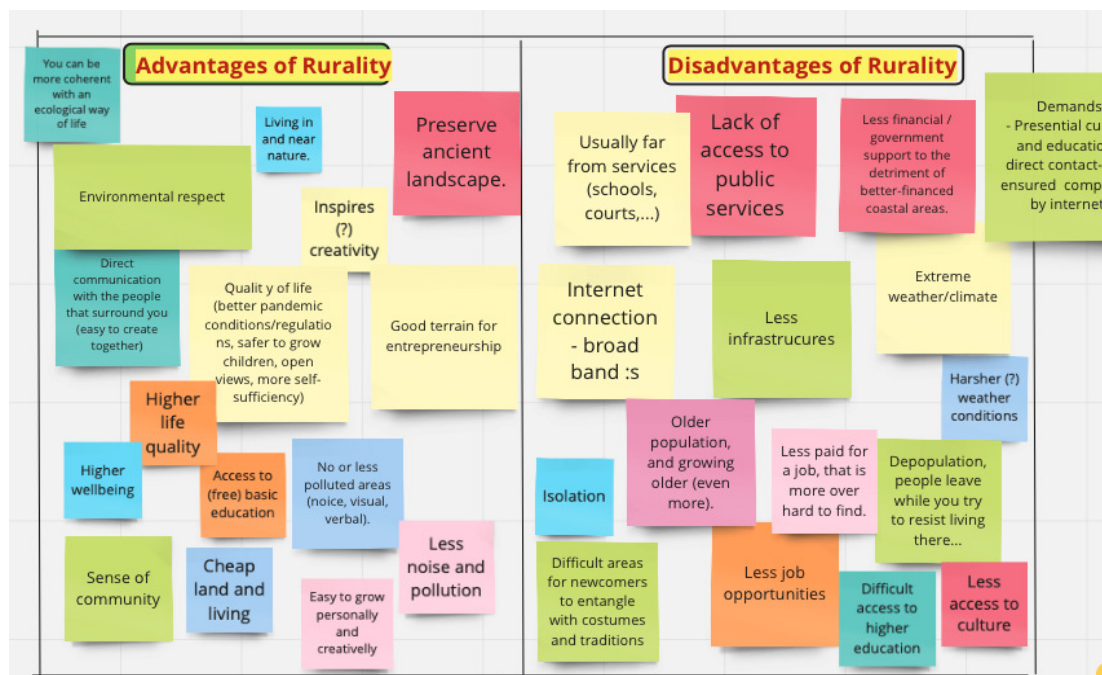 Advantages of Rurality
You can be
more coherent
with an
ecological way
of life
Living in
and near
nature.
Preserve
ancient
landscape.
Environmental respect
Inspires
(?)
creativity
Direct
communication
with the people
that surround you
(easy to create
together)
Qualit y of life
(better pandemic
conditions/regulatio
ns, safer to grow
children, open
views, more self-
sufficiency)
Good terrain for
entrepreneurship
Higher
life
quality
Higher
wellbeing
Access to
(free) basic
education
No or less
polluted areas
(noice, visual,
verbal).
Less
noise and
pollution
Sense of
community
Cheap
land and
living
Easy to grow
personally
and
creativelly
Disadvantages of Rurality
Usually far
from services
(schools,
courts,...)
Lack of
access to
public
services
Less financial /
government
support to the
detriment of
better-financed
coastal areas.
Demands
- Presential cu
and educatio
direct contact-
ensured comp
by internet
Internet
connection
- broad
band :s
Less
infrastrucures
Extreme
weather/climate
Harsher (?)
weather
conditions
Older
population,
and growing
older (even
more).
Less paid for
a job, that is
more over
hard to find.
Depopulation,
people leave
while you try
to resist living
there...
Isolation
Difficult areas
for newcomers
to entangle
with costumes
and traditions
Less job
opportunities
Difficult
access to
higher
education
Less
access to
culture